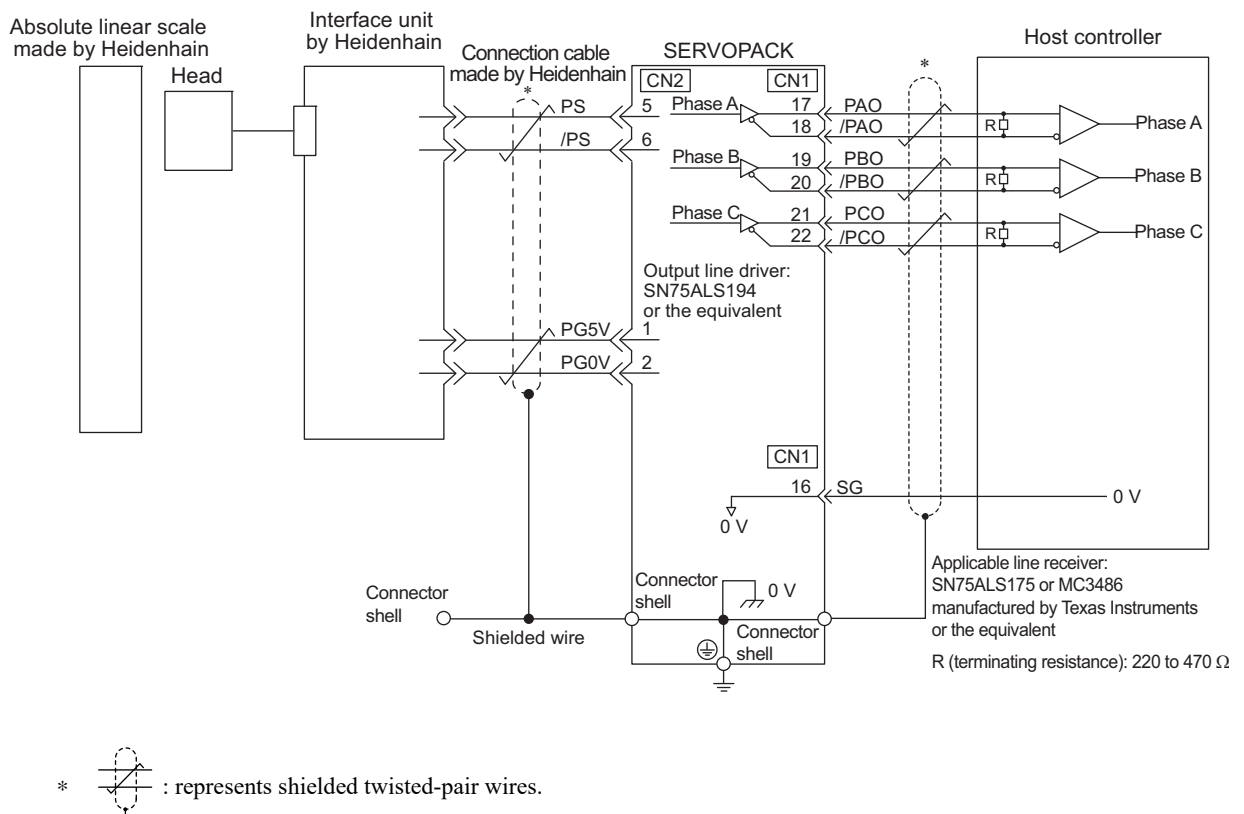 Absolute linear scale
made by Heidenhain
Head
Interface unit
by Heidenhain
Connection cable
made by Heidenhain
*
SERVOPACK
Host controller
*
CN2
CN1
PS
5
/PS
6
Phase A
17
PAO
18
/PAO
R
Phase A
Phase B
19
PBO
20
/PBO
R
Phase B
Phase C
21
PCO
22
/PCO
R
Phase C
Output line driver:
SN75ALS194
or the equivalent
PG5V
1
PG0V
2
CN1
16
SG
0 V
0 V
Applicable line receiver:
SN75ALS175 or MC3486
manufactured by Texas Instruments
or the equivalent
R (terminating resistance): 220 to 470 Ω
Connector
shell
Shielded wire
Connector
shell
0 V
Connector
shell
* : represents shielded twisted-pair wires.